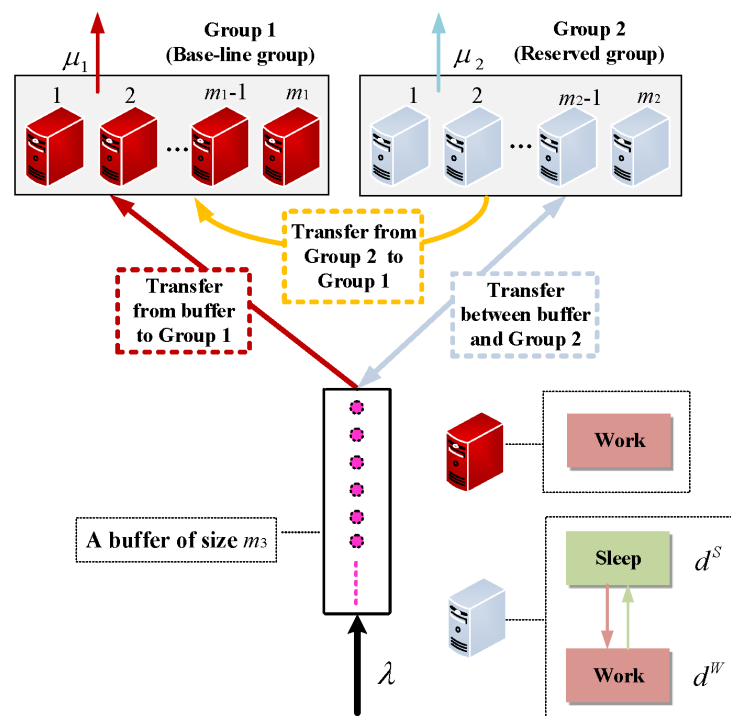 Group 1
(Base-line group)
Group 2
(Reserved group)
μ₁
μ₂
1 2 m₁-1 m₁
1 2 m₂-1 m₂
...
...
Transfer from
Group 2 to
Group 1
Transfer
from buffer
to Group 1
Transfer
between buffer
and Group 2
Work
A buffer of size m₃
Sleep
dˢ
Work
dᵂ
λ